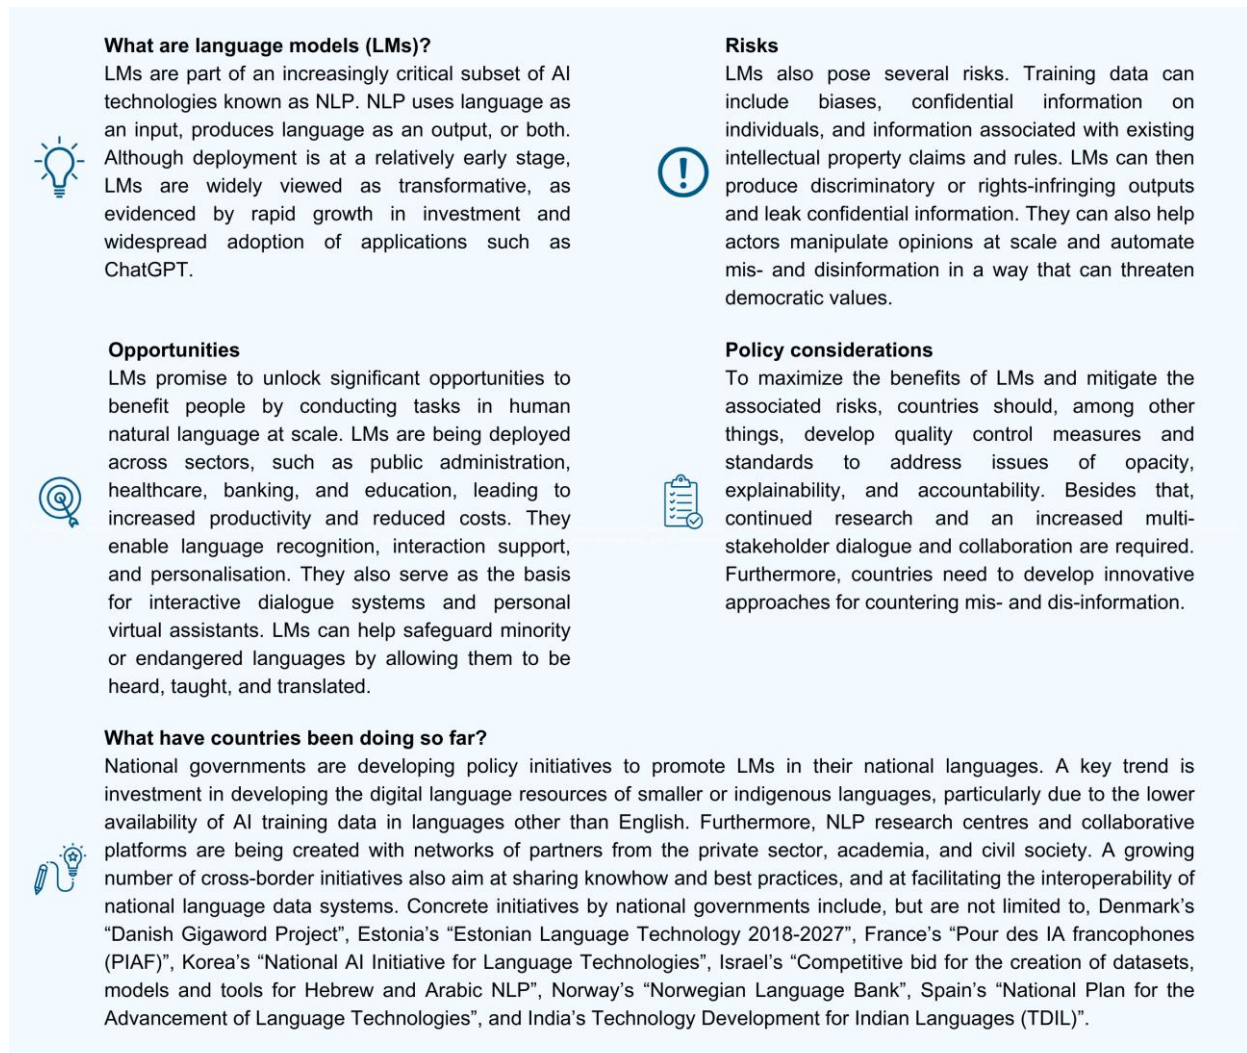 What are language models (LMs)?
LMs are part of an increasingly critical subset of AI
technologies known as NLP. NLP uses language as
an input, produces language as an output, or both.
Although deployment is at a relatively early stage,
LMs are widely viewed as transformative, as
evidenced by rapid growth in investment and
widespread adoption of applications such as
ChatGPT.
Risks
LMs also pose several risks. Training data can
include biases, confidential information on
individuals, and information associated with existing
intellectual property claims and rules. LMs can then
produce discriminatory or rights-infringing outputs
and leak confidential information. They can also help
actors manipulate opinions at scale and automate
mis- and disinformation in a way that can threaten
democratic values.
Opportunities
LMs promise to unlock significant opportunities to
benefit people by conducting tasks in human
natural language at scale. LMs are being deployed
across sectors, such as public administration,
healthcare, banking, and education, leading to
increased productivity and reduced costs. They
enable language recognition, interaction support,
and personalisation. They also serve as the basis
for interactive dialogue systems and personal
virtual assistants. LMs can help safeguard minority
or endangered languages by allowing them to be
heard, taught, and translated.
Policy considerations
To maximize the benefits of LMs and mitigate the
associated risks, countries should, among other
things, develop quality control measures and
standards to address issues of opacity,
explainability, and accountability. Besides that,
continued research and an increased multi-
stakeholder dialogue and collaboration are required.
Furthermore, countries need to develop innovative
approaches for countering mis- and dis-information.
What have countries been doing so far?
National governments are developing policy initiatives to promote LMs in their national languages. A key trend is
investment in developing the digital language resources of smaller or indigenous languages, particularly due to the lower
availability of AI training data in languages other than English. Furthermore, NLP research centres and collaborative
platforms are being created with networks of partners from the private sector, academia, and civil society. A growing
number of cross-border initiatives also aim at sharing knowhow and best practices, and at facilitating the interoperability of
national language data systems. Concrete initiatives by national governments include, but are not limited to, Denmark's
“Danish Gigaword Project”, Estonia's “Estonian Language Technology 2018-2027”, France's “Pour des IA francophones
(PIAF)”, Korea's “National AI Initiative for Language Technologies”, Israel's “Competitive bid for the creation of datasets,
models and tools for Hebrew and Arabic NLP”, Norway's “Norwegian Language Bank”, Spain's “National Plan for the
Advancement of Language Technologies”, and India's Technology Development for Indian Languages (TDIL)”.